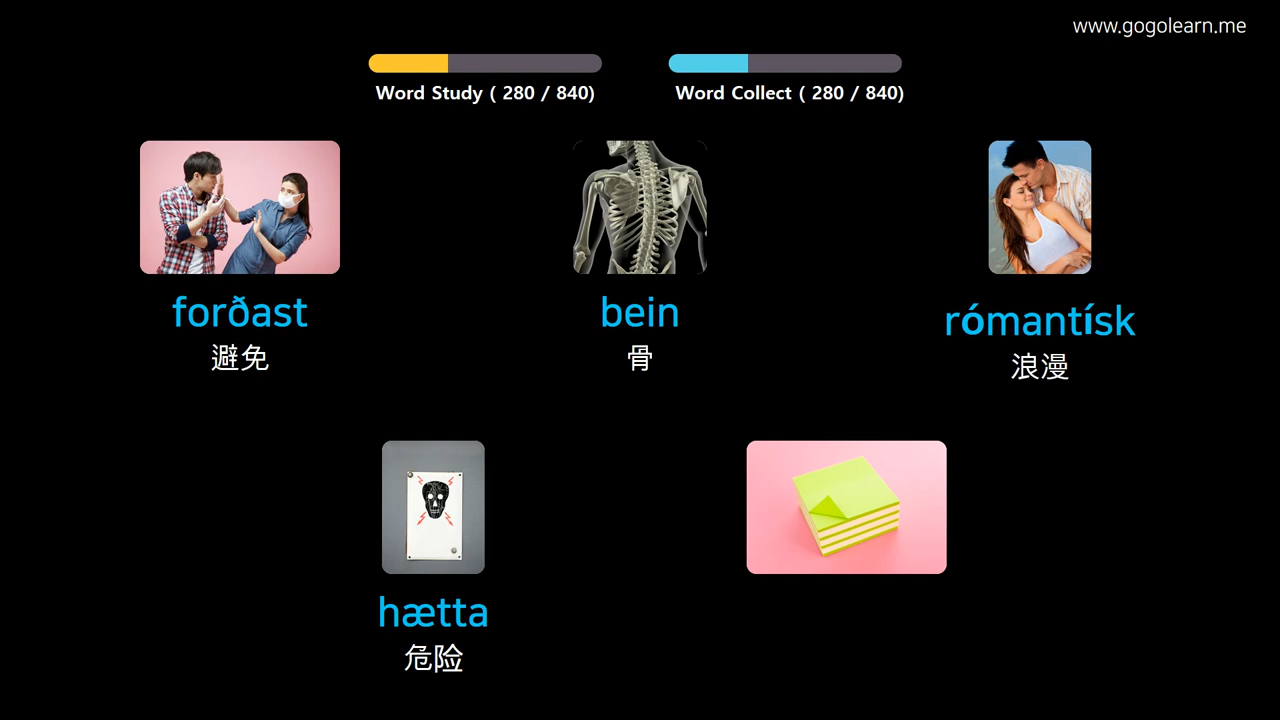 www.gogolearn.me
Word Study ( 280 / 840)
Word Collect ( 280 / 840)
forðast
避免
bein
骨
rómantísk
浪漫
hætta
危险